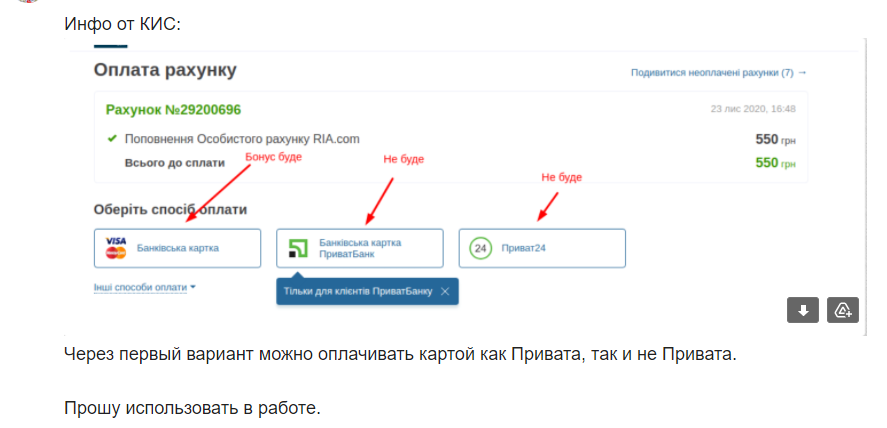 Инфо от КИС:
Оплата рахунку
Подивитися неоплачені рахунки (7) →
Рахунок №29200696
23 лис 2020, 16:48
Поповнення Особистого рахунку RIA.com
550 грн
Всього до сплати
550 грн
Бонус буде
Не буде
Не буде
Оберіть спосіб оплати
VISA
Банківська картка
Банківська картка
ПриватБанк
24
Приват24
Інші способи оплати
Тільки для клієнтів ПриватБанку
Через первый вариант можно оплачивать картой как Привата, так и не Привата.
Прошу использовать в работе.